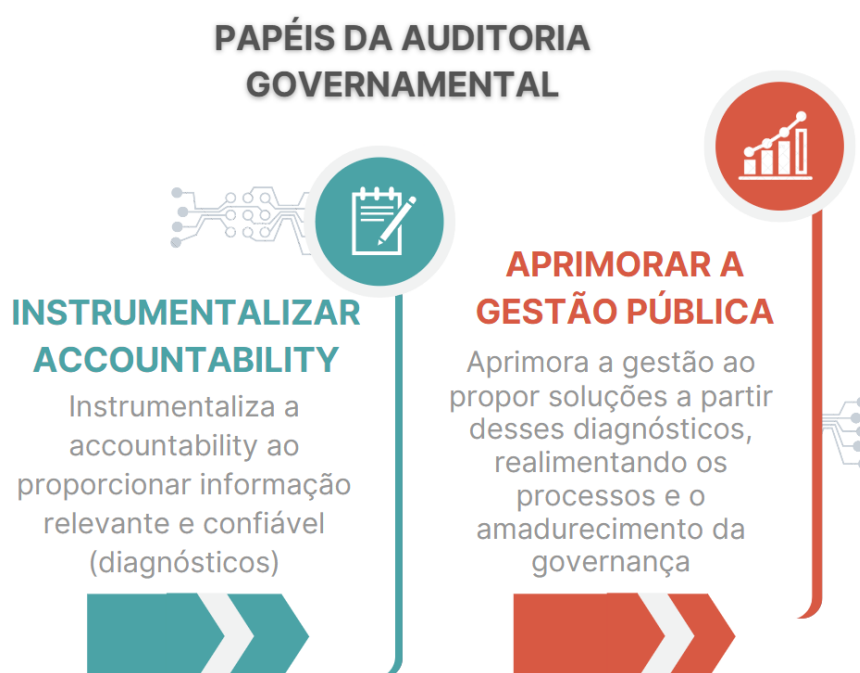 PAPÉIS DA AUDITORIA
GOVERNAMENTAL
INSTRUMENTALIZAR
ACCOUNTABILITY
Instrumentaliza a
accountability ao
proporcionar informação
relevante e confiável
(diagnósticos)
APRIMORAR A
GESTÃO PÚBLICA
Aprimora a gestão ao
propor soluções a partir
desses diagnósticos,
realimentando os
processos e o
amadurecimento da
governança